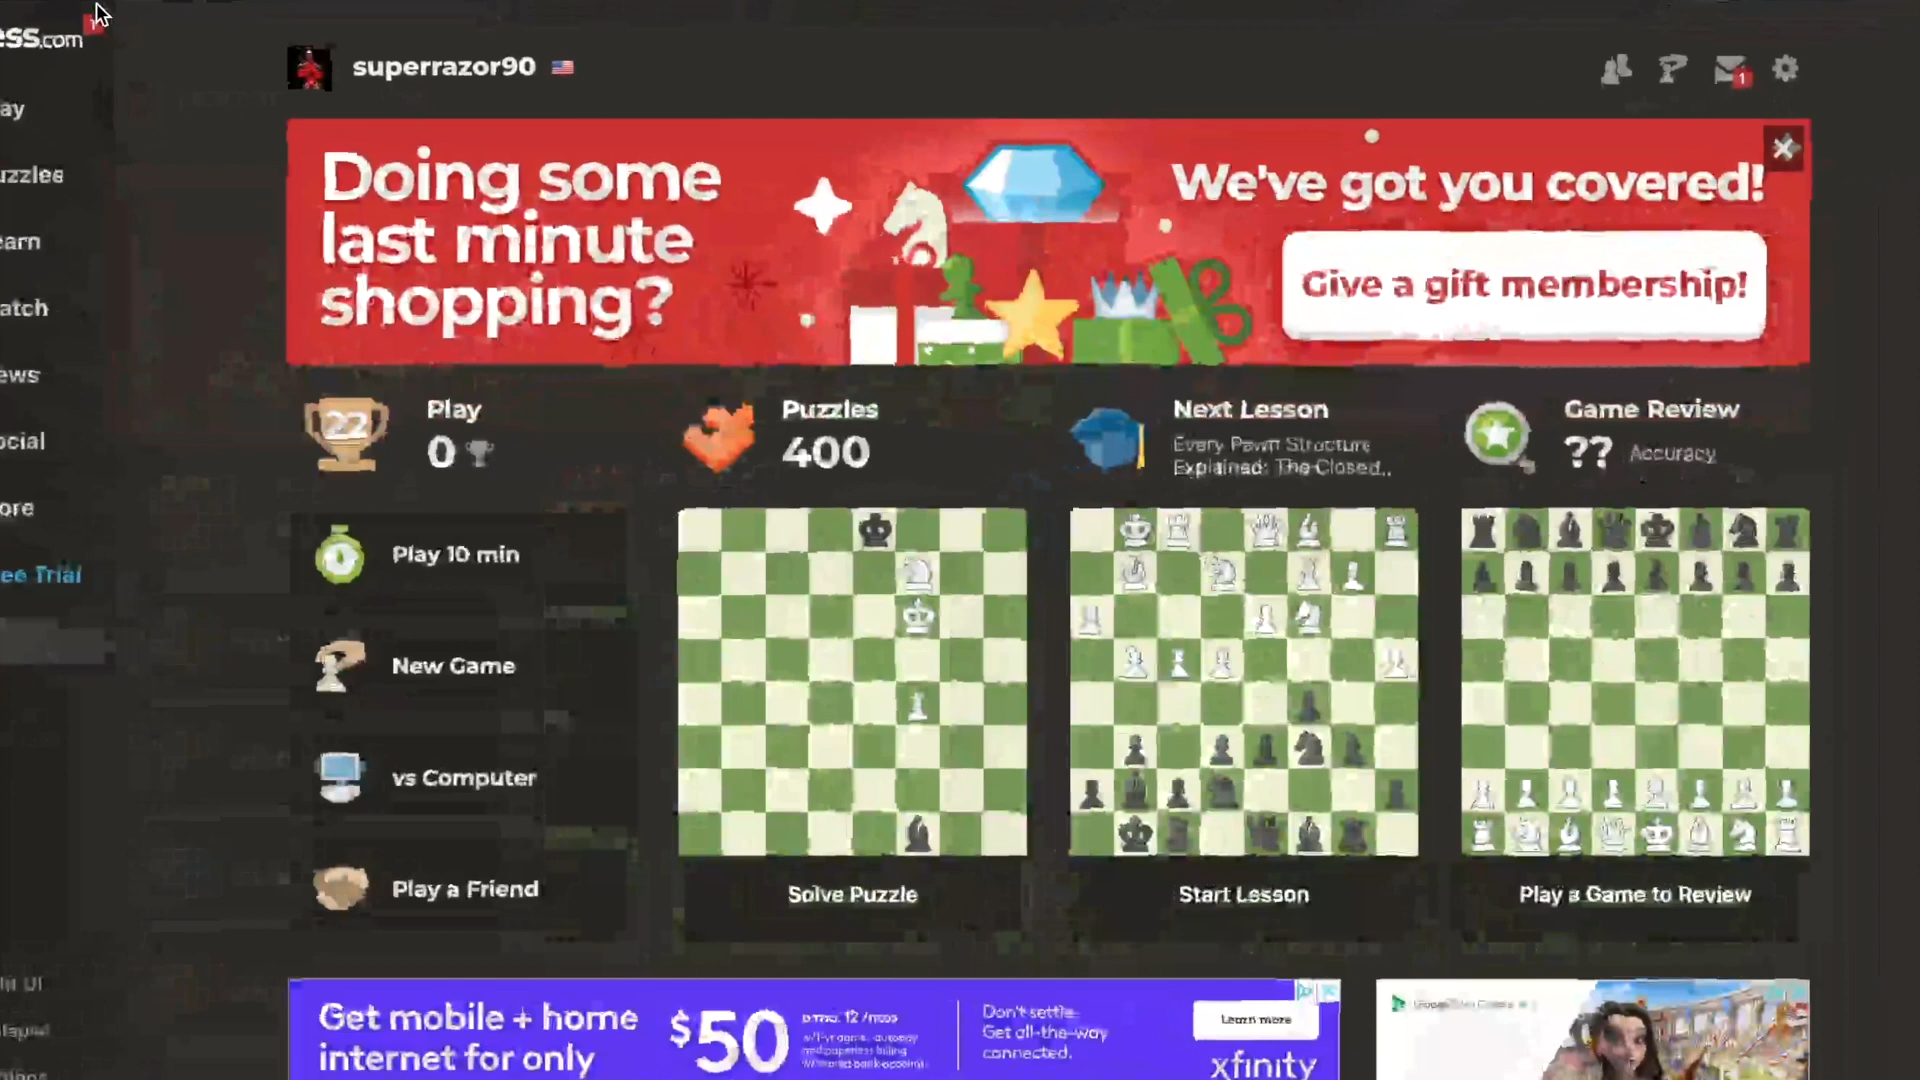 ess.com
superrazor90
1
ay
uzzles
earn
atch
ews
ocial
ore
ee Trial
Doing some
last minute
shopping?
We've got you covered!
Give a gift membership!
22
Play
0
Puzzles
400
Next Lesson
Every Pawn Structure
Explained: The Closed...
Game Review
?? Accuracy
Play 10 min
New Game
vs Computer
Play a Friend
Solve Puzzle
Start Lesson
Play a Game to Review
Get mobile + home
internet for only
$50
Don't settle.
Get all-the-way
connected.
Learn more
xfinity